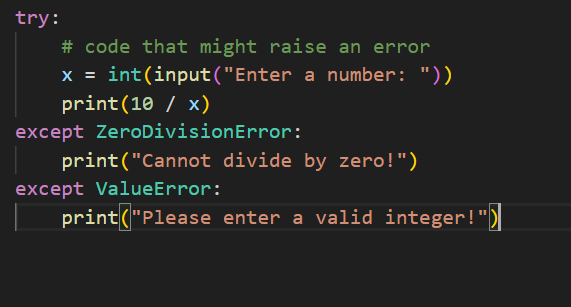 try:
    # code that might raise an error
    x = int(input("Enter a number: "))
    print(10 / x)
except ZeroDivisionError:
    print("Cannot divide by zero!")
except ValueError:
    print("Please enter a valid integer!")